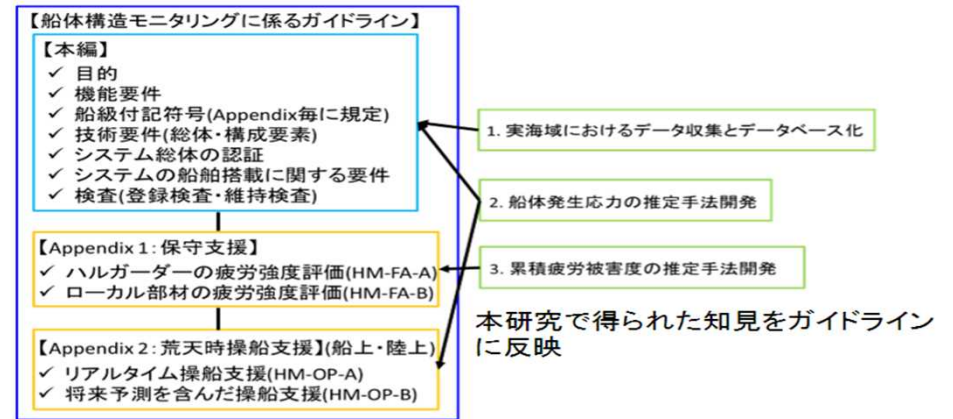 【船体構造モニタリングに係るガイドライン】
【本編】
✓ 目的
✓ 機能要件
✓ 船級付記符号(Appendix毎に規定)
✓ 技術要件(総体・構成要素)
✓ システム総体の認証
✓ システムの船舶搭載に関する要件
✓ 検査(登録検査・維持検査)
【Appendix 1：保守支援】
✓ ハルガーダーの疲労強度評価(HM-FA-A)
✓ ローカル部材の疲労強度評価(HM-FA-B)
【Appendix 2：荒天時操船支援】(船上・陸上)
✓ リアルタイム操船支援(HM-OP-A)
✓ 将来予測を含んだ操船支援(HM-OP-B)
1. 実海域におけるデータ収集とデータベース化
2. 船体発生応力の推定手法開発
3. 累積疲労被害度の推定手法開発
本研究で得られた知見をガイドライン
に反映